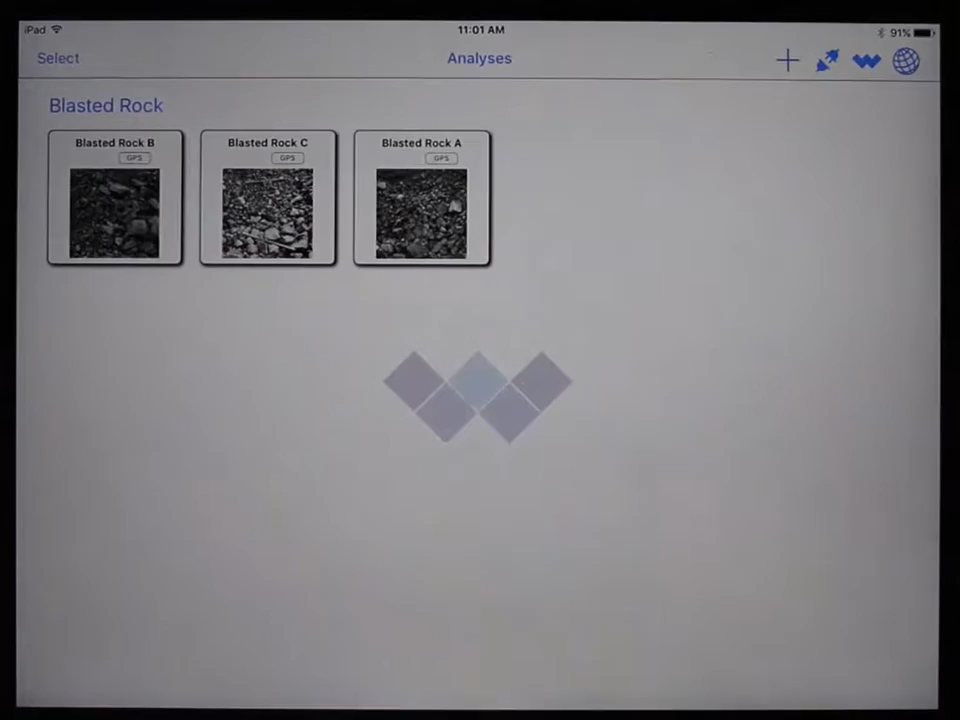 iPad 11:01 AM 91%
Select Analyses
Blasted Rock
Blasted Rock B Blasted Rock C Blasted Rock A
GPS GPS GPS